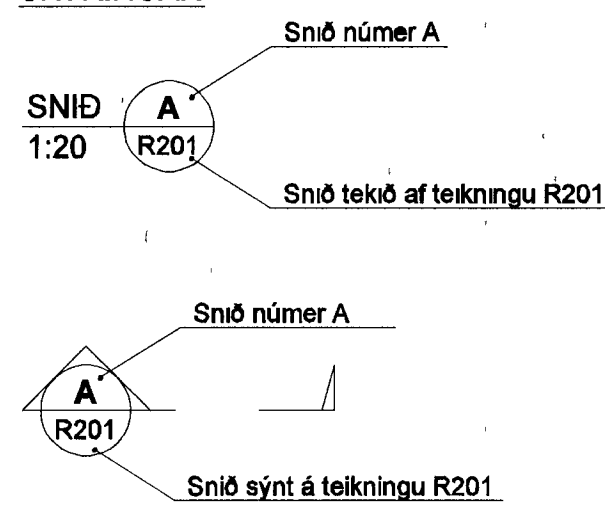 Snið númer A
SNIÐ
A
1:20
R201
Snið tekið af teikningu R201
Snið númer A
A
R201
Snið sýnt á teikningu R201